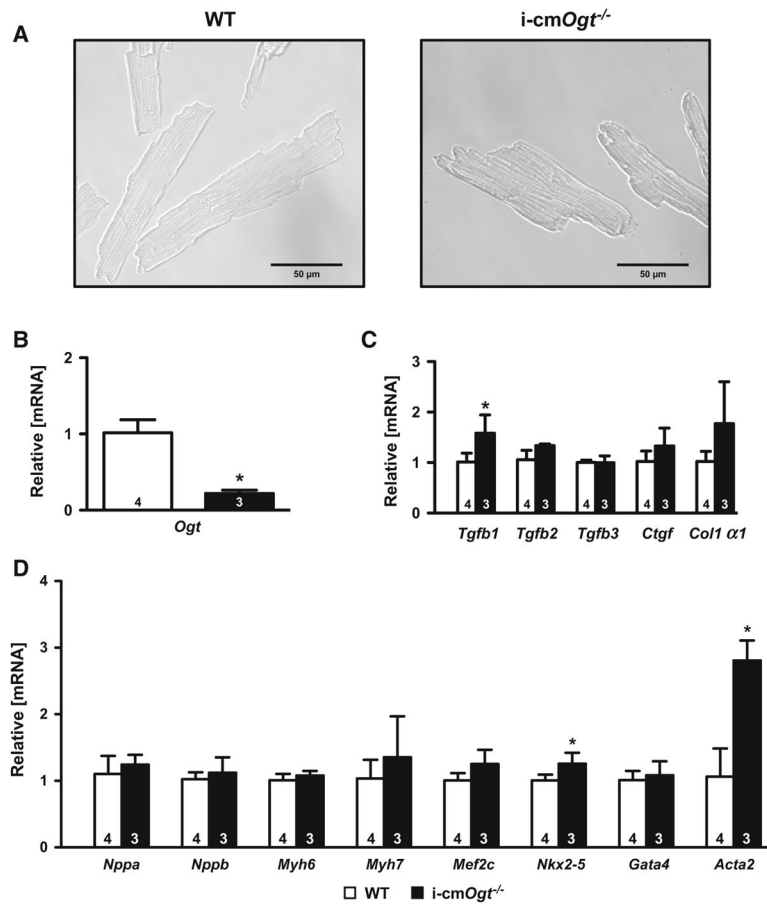 WT i-cmOgt-/-
A
50 µm 50 µm
B
2
1
0
Relative [mRNA]
4 3
*
Ogt
C
3
2
1
0
Relative [mRNA]
*
4 3 4 3 4 3 4 3 4 3
Tgfb1 Tgfb2 Tgfb3 Ctgf Col1 α1
D
4
3
2
1
0
Relative [mRNA]
* *
4 3 4 3 4 3 4 3 4 3 4 3 4 3 4 3
Nppa Nppb Myh6 Myh7 Mef2c Nkx2-5 Gata4 Acta2
WT i-cmOgt-/-